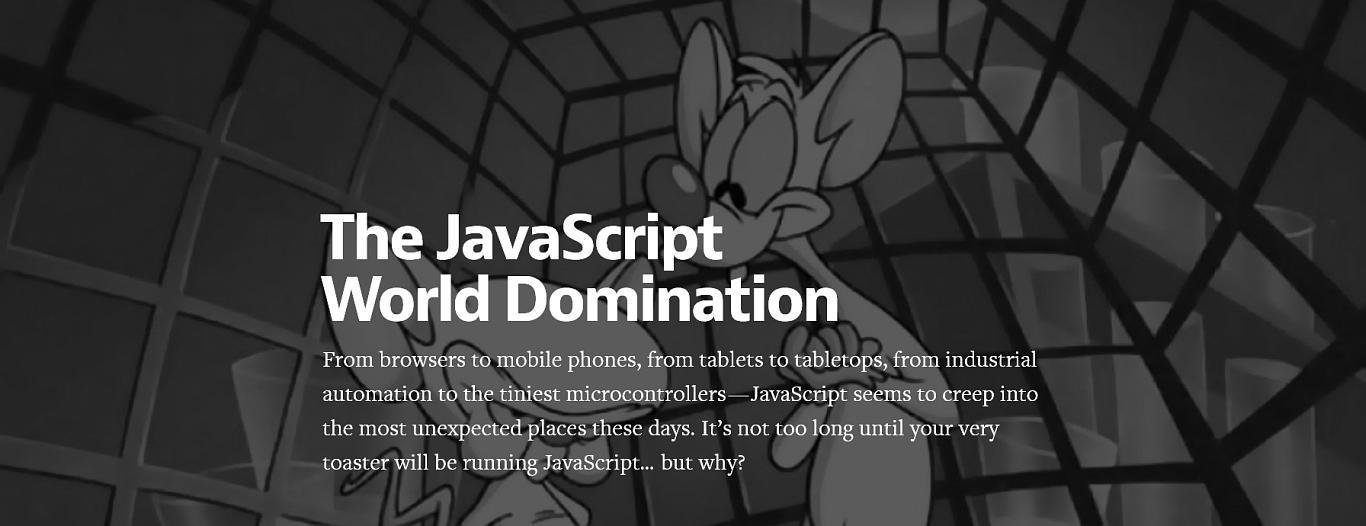 The JavaScript
World Domination
From browsers to mobile phones, from tablets to tabletops, from industrial
automation to the tiniest microcontrollers—JavaScript seems to creep into
the most unexpected places these days. It’s not too long until your very
toaster will be running JavaScript... but why?